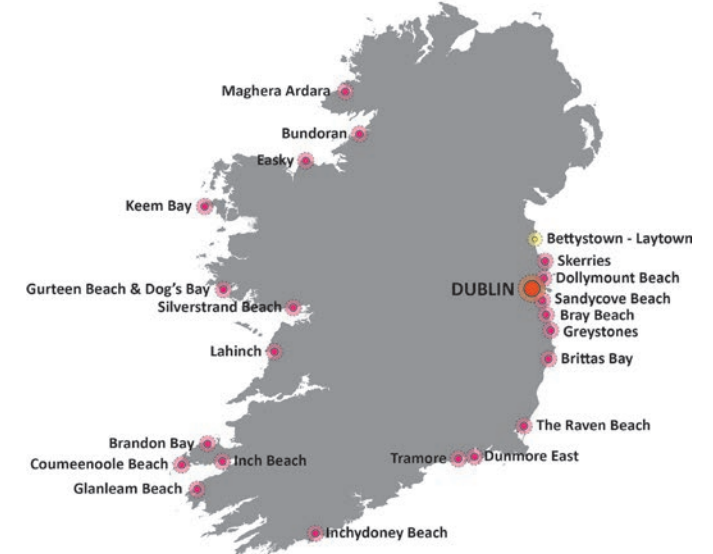 Maghera Ardara
Bundoran
Easky
Keem Bay
Bettystown - Laytown
Skerries
Dollymount Beach
DUBLIN
Gurteen Beach & Dog's Bay
Sandycove Beach
Silverstrand Beach
Bray Beach
Greystones
Lahinch
Brittas Bay
The Raven Beach
Brandon Bay
Tramore
Dunmore East
Coumeenoole Beach
Inch Beach
Glanleam Beach
Inchydoney Beach